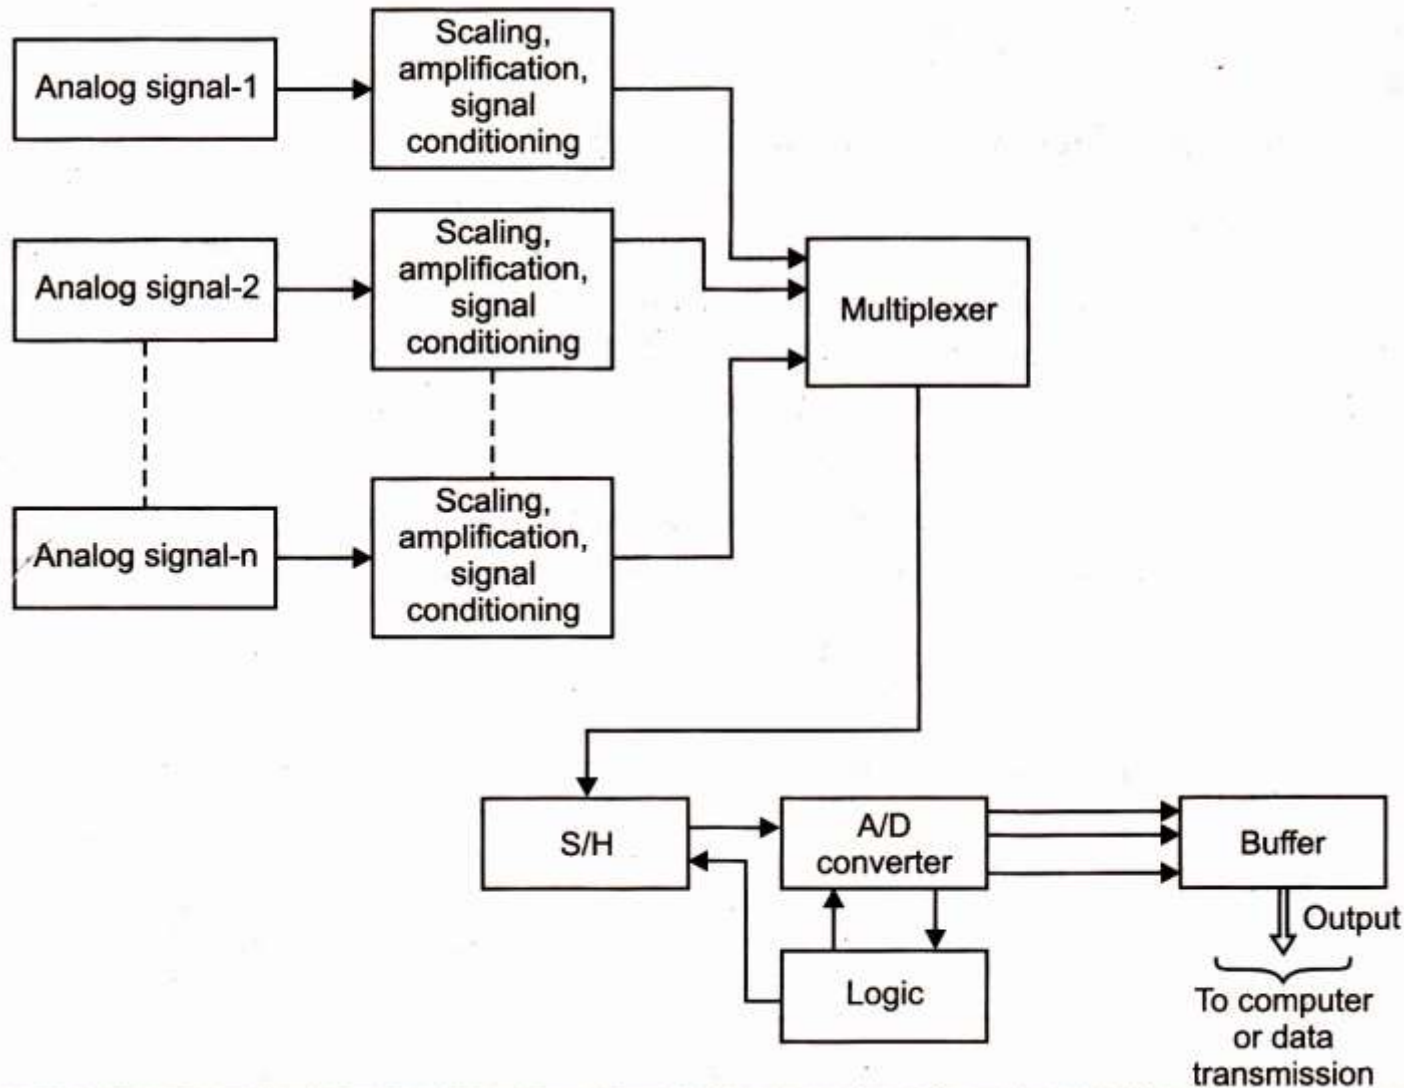 Analog signal-1
Scaling,
amplification,
signal
conditioning
Analog signal-2
Scaling,
amplification,
signal
conditioning
Multiplexer
Analog signal-n
Scaling,
amplification,
signal
conditioning
S/H
A/D
converter
Buffer
Output
Logic
To computer
or data
transmission